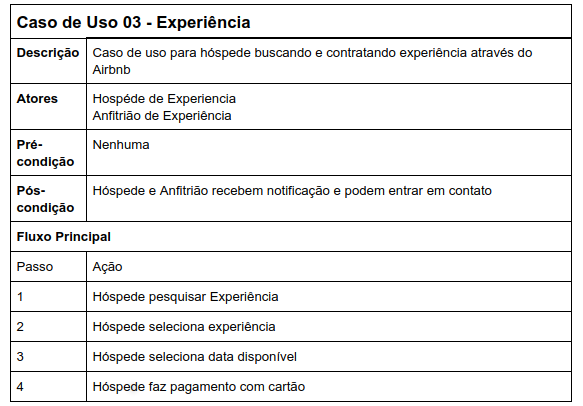 Caso de Uso 03 - Experiência
Descrição Caso de uso para hóspede buscando e contratando experiência através do
Airbnb
Atores Hospéde de Experiencia
Anfitrião de Experiência
Pré-
condição Nenhuma
Pós-
condição Hóspede e Anfitrião recebem notificação e podem entrar em contato
Fluxo Principal
Passo Ação
1 Hóspede pesquisar Experiência
2 Hóspede seleciona experiência
3 Hóspede seleciona data disponível
4 Hóspede faz pagamento com cartão